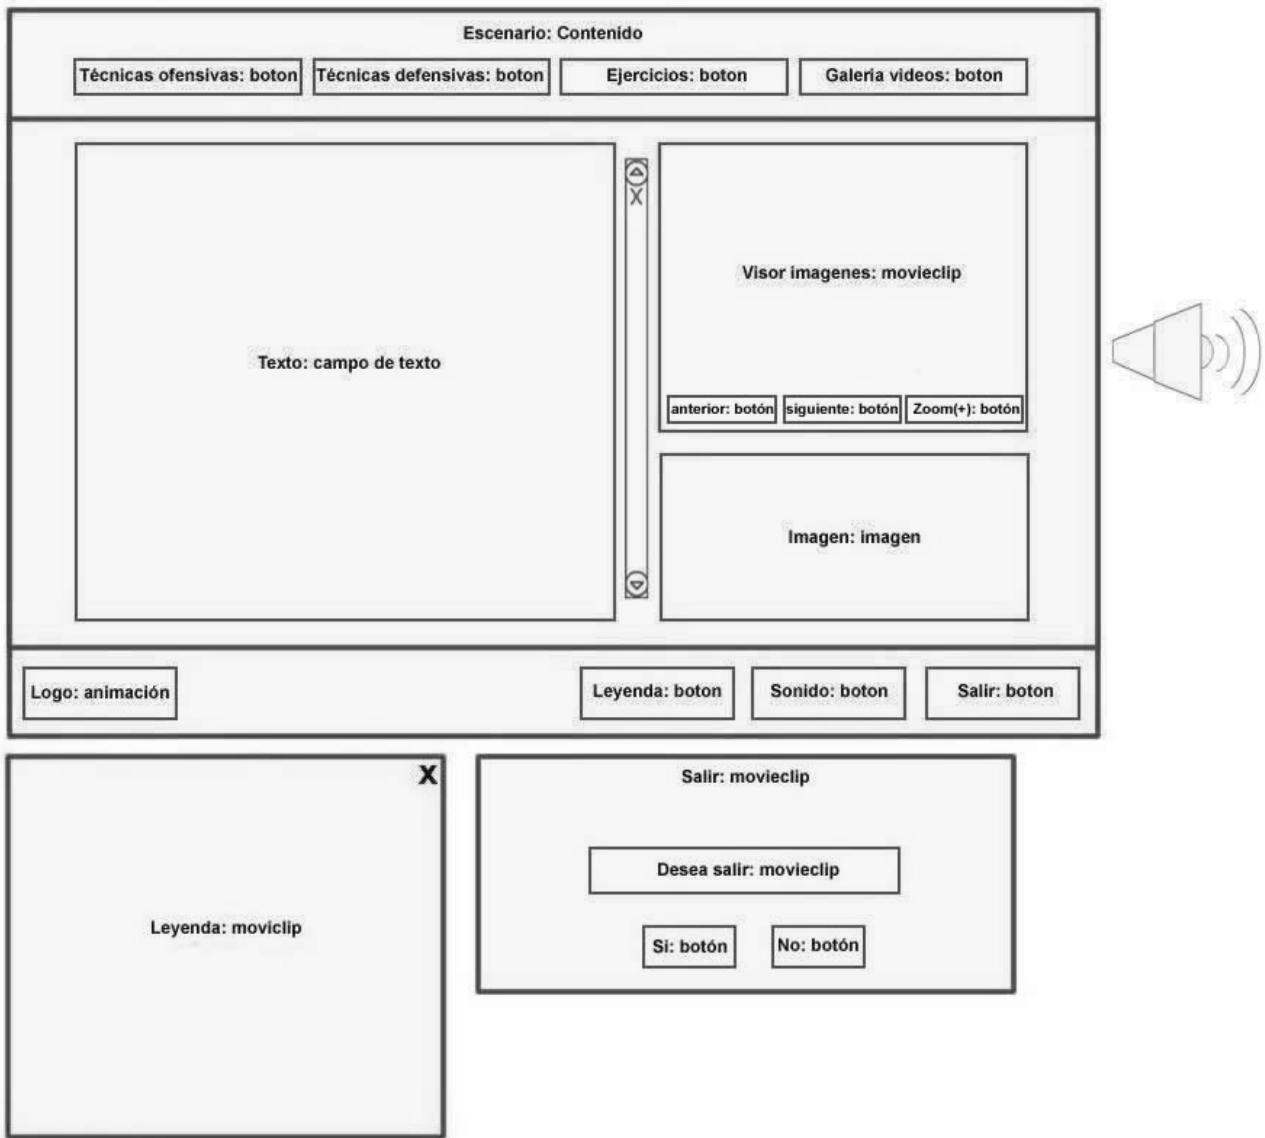 Escenario: Contenido
Técnicas ofensivas: boton
Técnicas defensivas: boton
Ejercicios: boton
Galeria videos: boton
X
Visor imagenes: movieclip
Texto: campo de texto
anterior: botón
siguiente: botón
Zoom(+): botón
Imagen: imagen
Logo: animación
Leyenda: boton
Sonido: boton
Salir: boton
X
Leyenda: moviclip
Salir: movieclip
Desea salir: movieclip
Si: botón
No: botón